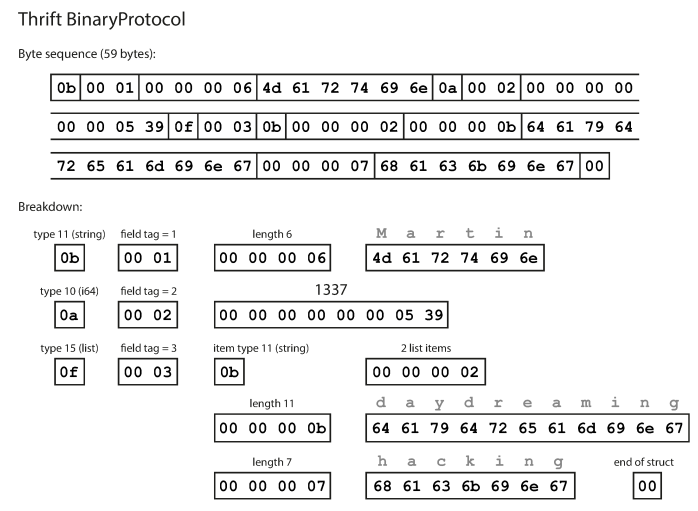 Thrift BinaryProtocol
Byte sequence (59 bytes):
0b 00 01 00 00 00 06 4d 61 72 74 69 6e 0a 00 02 00 00 00 00
00 00 05 39 0f 00 03 0b 00 00 00 02 00 00 00 0b 64 61 79 64
72 65 61 6d 69 6e 67 00 00 00 07 68 61 63 6b 69 6e 67 00
Breakdown:
type 11 (string) field tag = 1 length 6 M a r t i n
0b 00 01 00 00 00 06 4d 61 72 74 69 6e
type 10 (i64) field tag = 2 1337
0a 00 02 00 00 00 00 00 00 05 39
type 15 (list) field tag = 3 item type 11 (string) 2 list items
0f 00 03 0b 00 00 00 02
length 11 d a y d r e a m i n g
00 00 00 0b 64 61 79 64 72 65 61 6d 69 6e 67
length 7 h a c k i n g end of struct
00 00 00 07 68 61 63 6b 69 6e 67 00